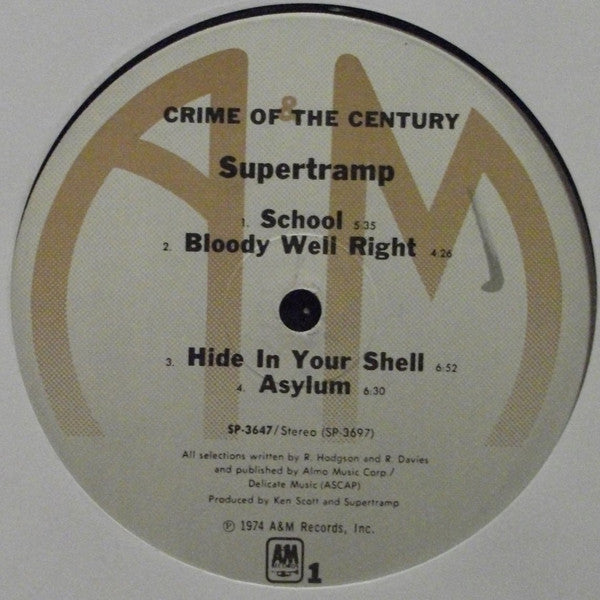 A&M
CRIME OF THE CENTURY
Supertramp
1. School 5:35
2. Bloody Well Right 4:26
3. Hide In Your Shell 6:52
4. Asylum 6:30
SP-3647/Stereo (SP-3697)
All selections written by R. Hodgson and R. Davies
and published by Almo Music Corp./
Delicate Music (ASCAP)
Produced by Ken Scott and Supertramp
℗ 1974 A&M Records, Inc.
AM
1